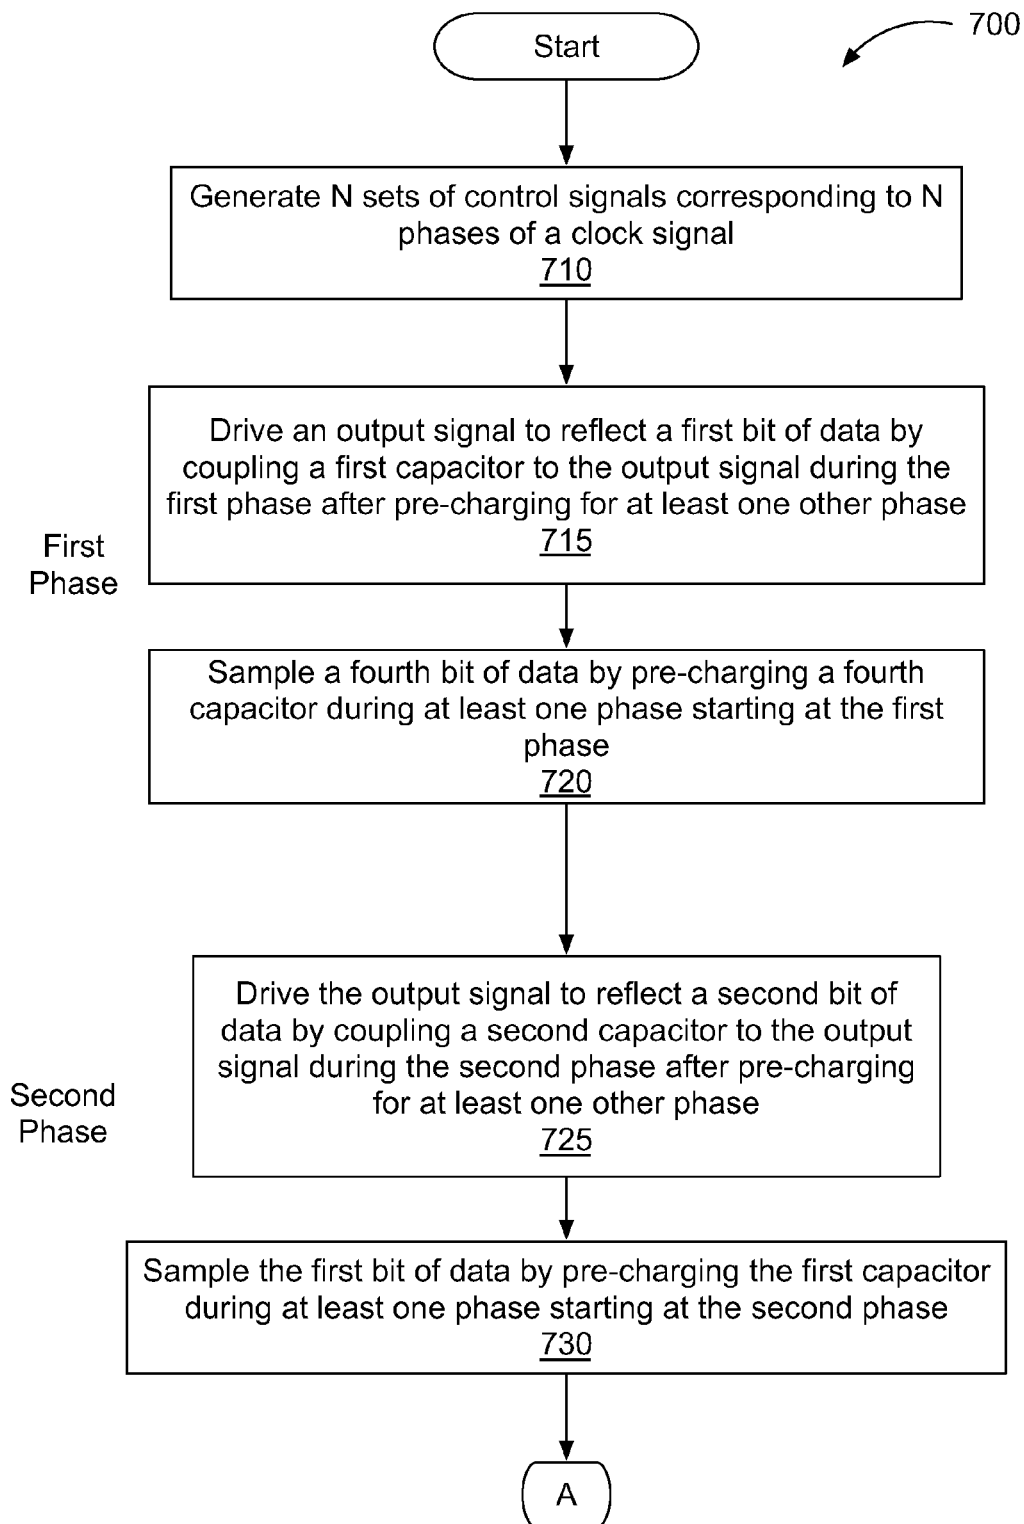 700
Start
Generate N sets of control signals corresponding to N
phases of a clock signal
710
Drive an output signal to reflect a first bit of data by
coupling a first capacitor to the output signal during the
first phase after pre-charging for at least one other phase
715
First
Phase
Sample a fourth bit of data by pre-charging a fourth
capacitor during at least one phase starting at the first
phase
720
Drive the output signal to reflect a second bit of
data by coupling a second capacitor to the output
signal during the second phase after pre-charging
for at least one other phase
725
Second
Phase
Sample the first bit of data by pre-charging the first capacitor
during at least one phase starting at the second phase
730
A